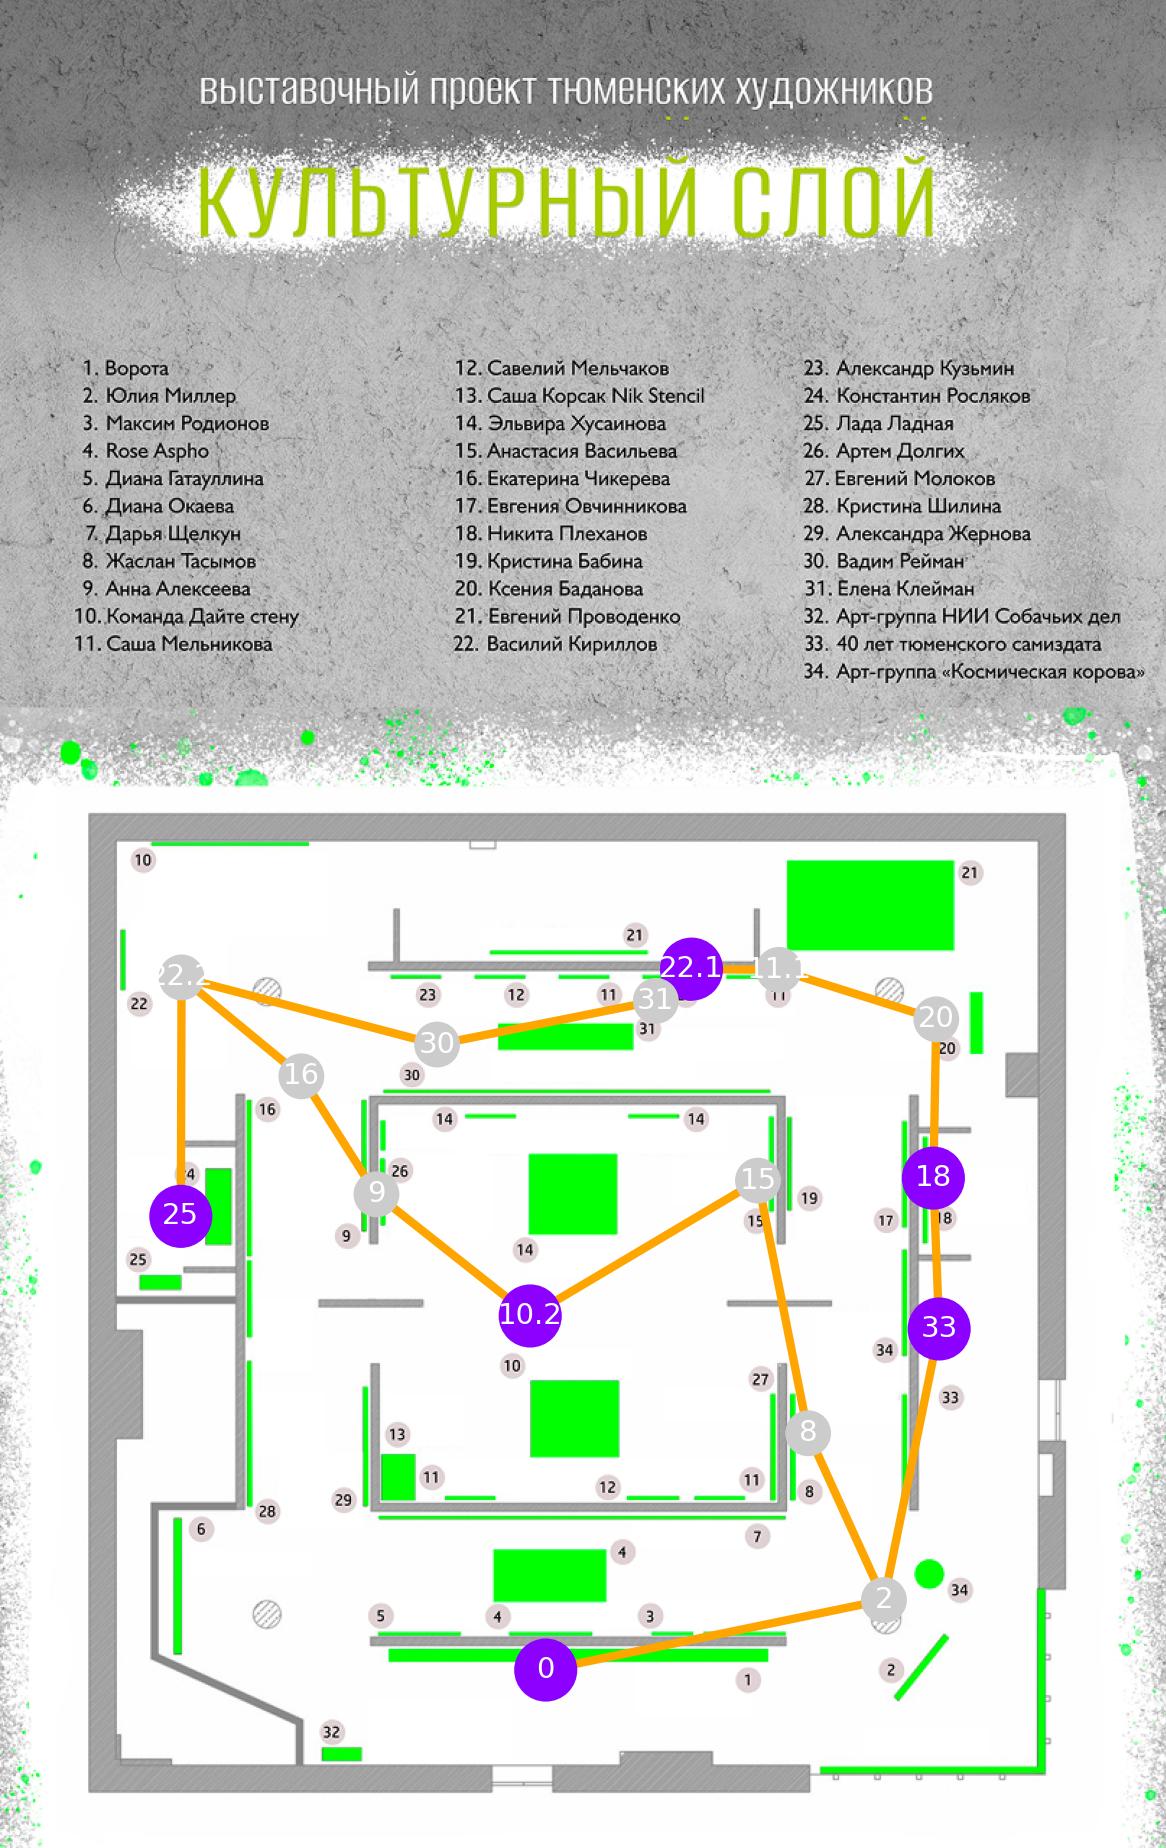 выставочный проект тюменских художников
КУЛЬТУРНЫЙ СЛОЙ
1. Ворота
2. Юлия Миллер
3. Максим Родионов
4. Rose Aspho
5. Диана Гатауллина
6. Диана Окаева
7. Дарья Щелкун
8. Жаслан Тасымов
9. Анна Алексеева
10. Команда Дайте стену
11. Саша Мельникова
12. Савелий Мельчаков
13. Саша Корсак Nik Stencil
14. Эльвира Хусаинова
15. Анастасия Васильева
16. Екатерина Чикерева
17. Евгения Овчинникова
18. Никита Плеханов
19. Кристина Бабина
20. Ксения Баданова
21. Евгений Проводенко
22. Василий Кириллов
23. Александр Кузьмин
24. Константин Росляков
25. Лада Ладная
26. Артем Долгих
27. Евгений Молоков
28. Кристина Шилина
29. Александра Жернова
30. Вадим Рейман
31. Елена Клейман
32. Арт-группа НИИ Собачьих дел
33. 40 лет тюменского самиздата
34. Арт-группа «Космическая корова»
10
21
21
22.1
11.1
22.2
22
23
12
11
31
11
20
31
30
20
30
16
16
14
14
26
15
9
18
19
25
15
17
18
9
25
14
10.2
33
34
10
27
33
8
13
11
12
11
8
29
28
6
7
4
34
2
5
4
3
0
2
1
32